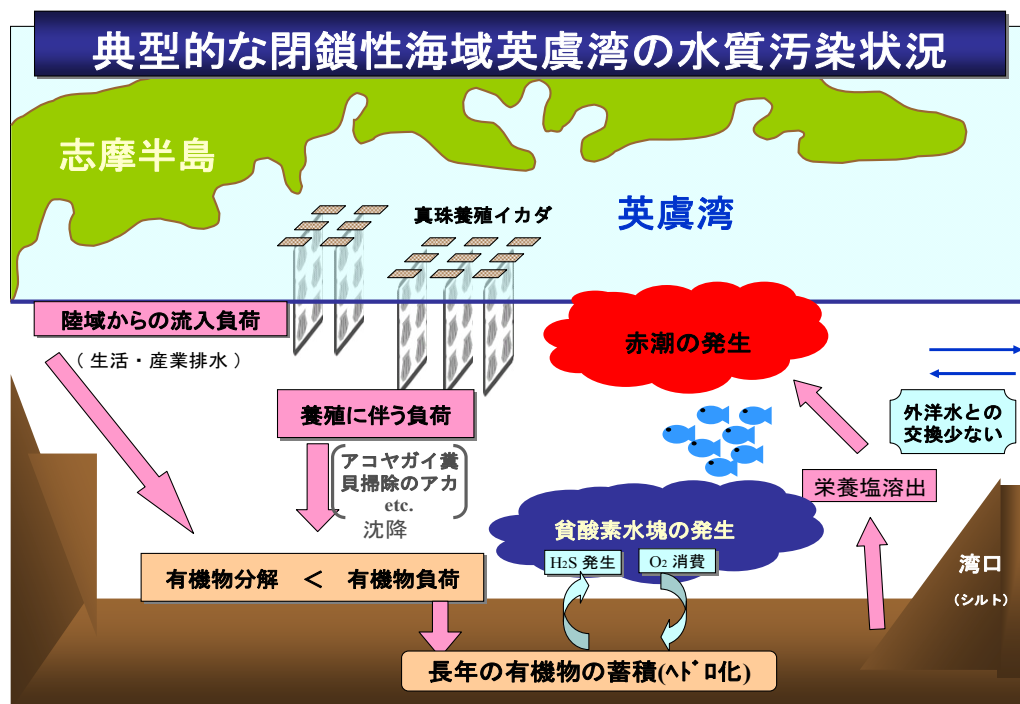 典型的な閉鎖性海域英虞湾の水質汚染状況
志摩半島
真珠養殖イカダ
英虞湾
陸域からの流入負荷
（生活・産業排水）
赤潮の発生
養殖に伴う負荷
外洋水との
交換少ない
アコヤガイ糞
貝掃除のアカ
etc.
沈降
栄養塩溶出
貧酸素水塊の発生
H2S 発生
O2 消費
有機物分解　＜　有機物負荷
湾口
（シルト）
長年の有機物の蓄積(ﾍﾄﾞﾛ化)